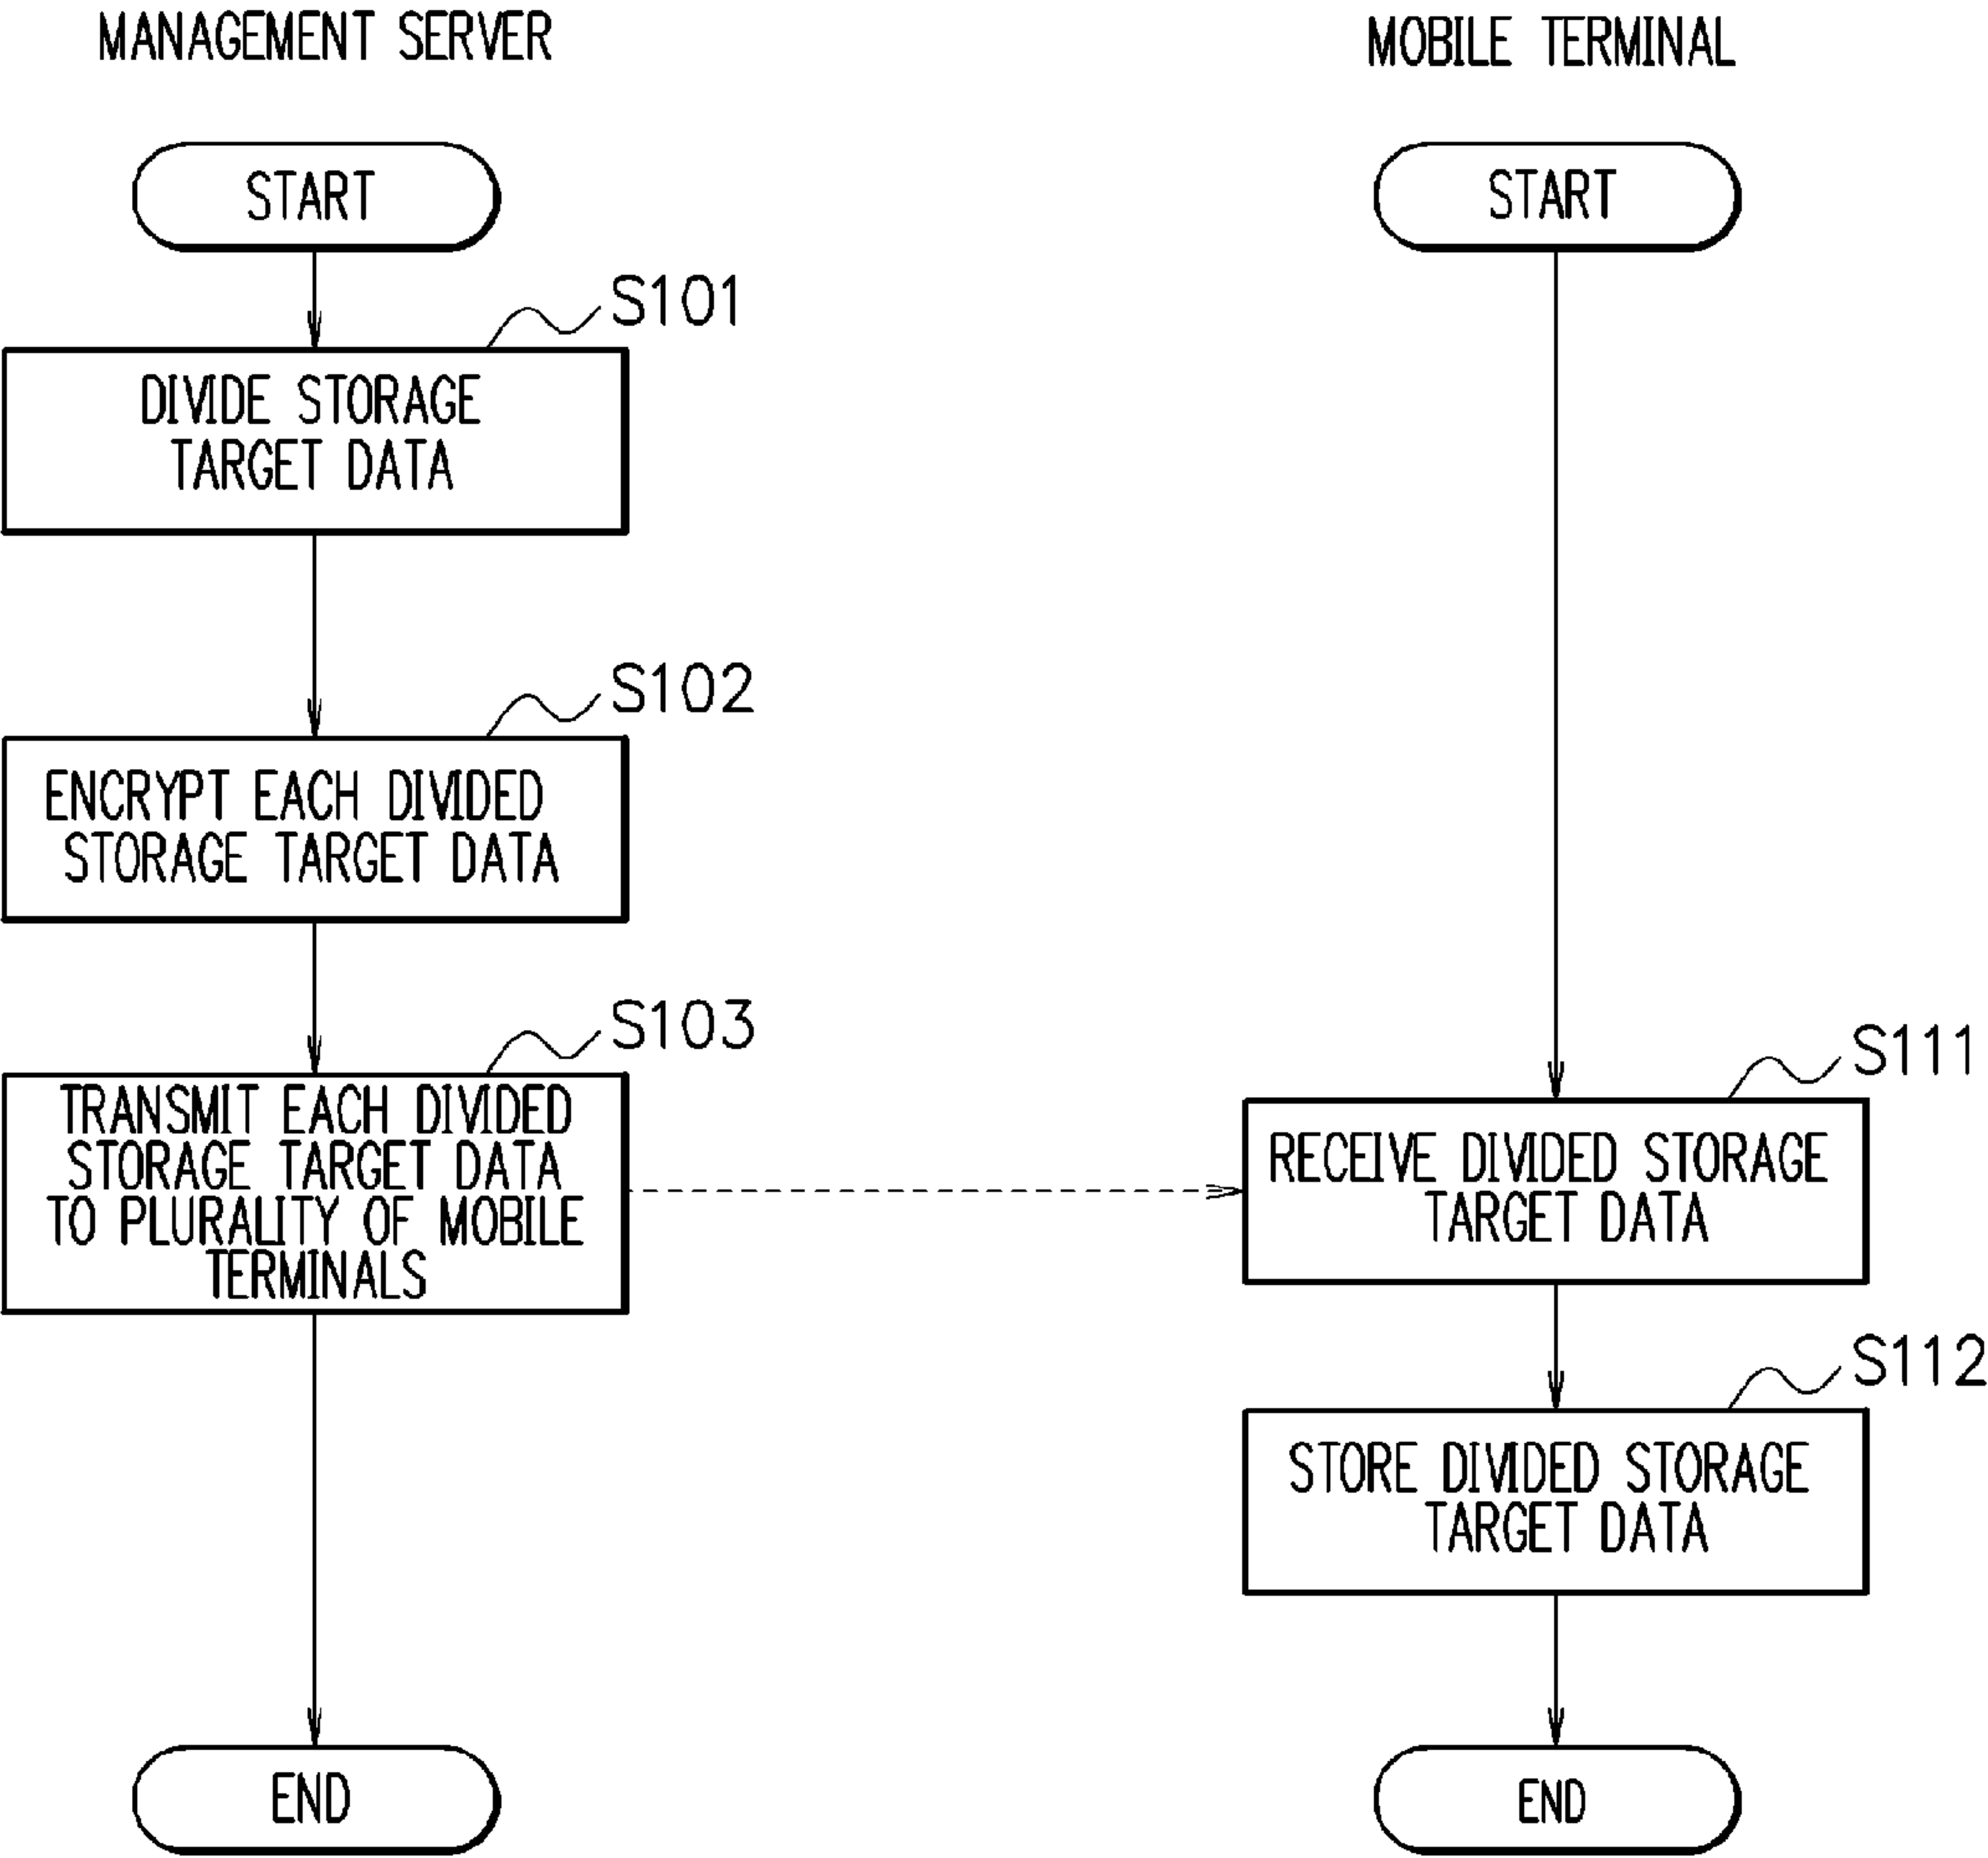 MANAGEMENT SERVER
START
S101
DIVIDE STORAGE
TARGET DATA
S102
ENCRYPT EACH DIVIDED
STORAGE TARGET DATA
S103
TRANSMIT EACH DIVIDED
STORAGE TARGET DATA
TO PLURALITY OF MOBILE
TERMINALS
END
MOBILE TERMINAL
START
S111
RECEIVE DIVIDED STORAGE
TARGET DATA
S112
STORE DIVIDED STORAGE
TARGET DATA
END